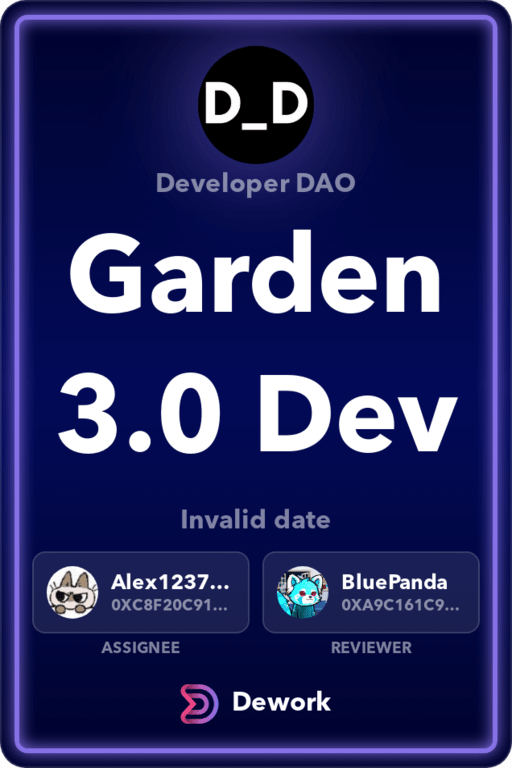 D_D
Developer DAO
Garden
3.0 Dev
Invalid date
Alex1237...
0XC8F20C91...
BluePanda
0XA9C161C9...
ASSIGNEE
REVIEWER
Dework